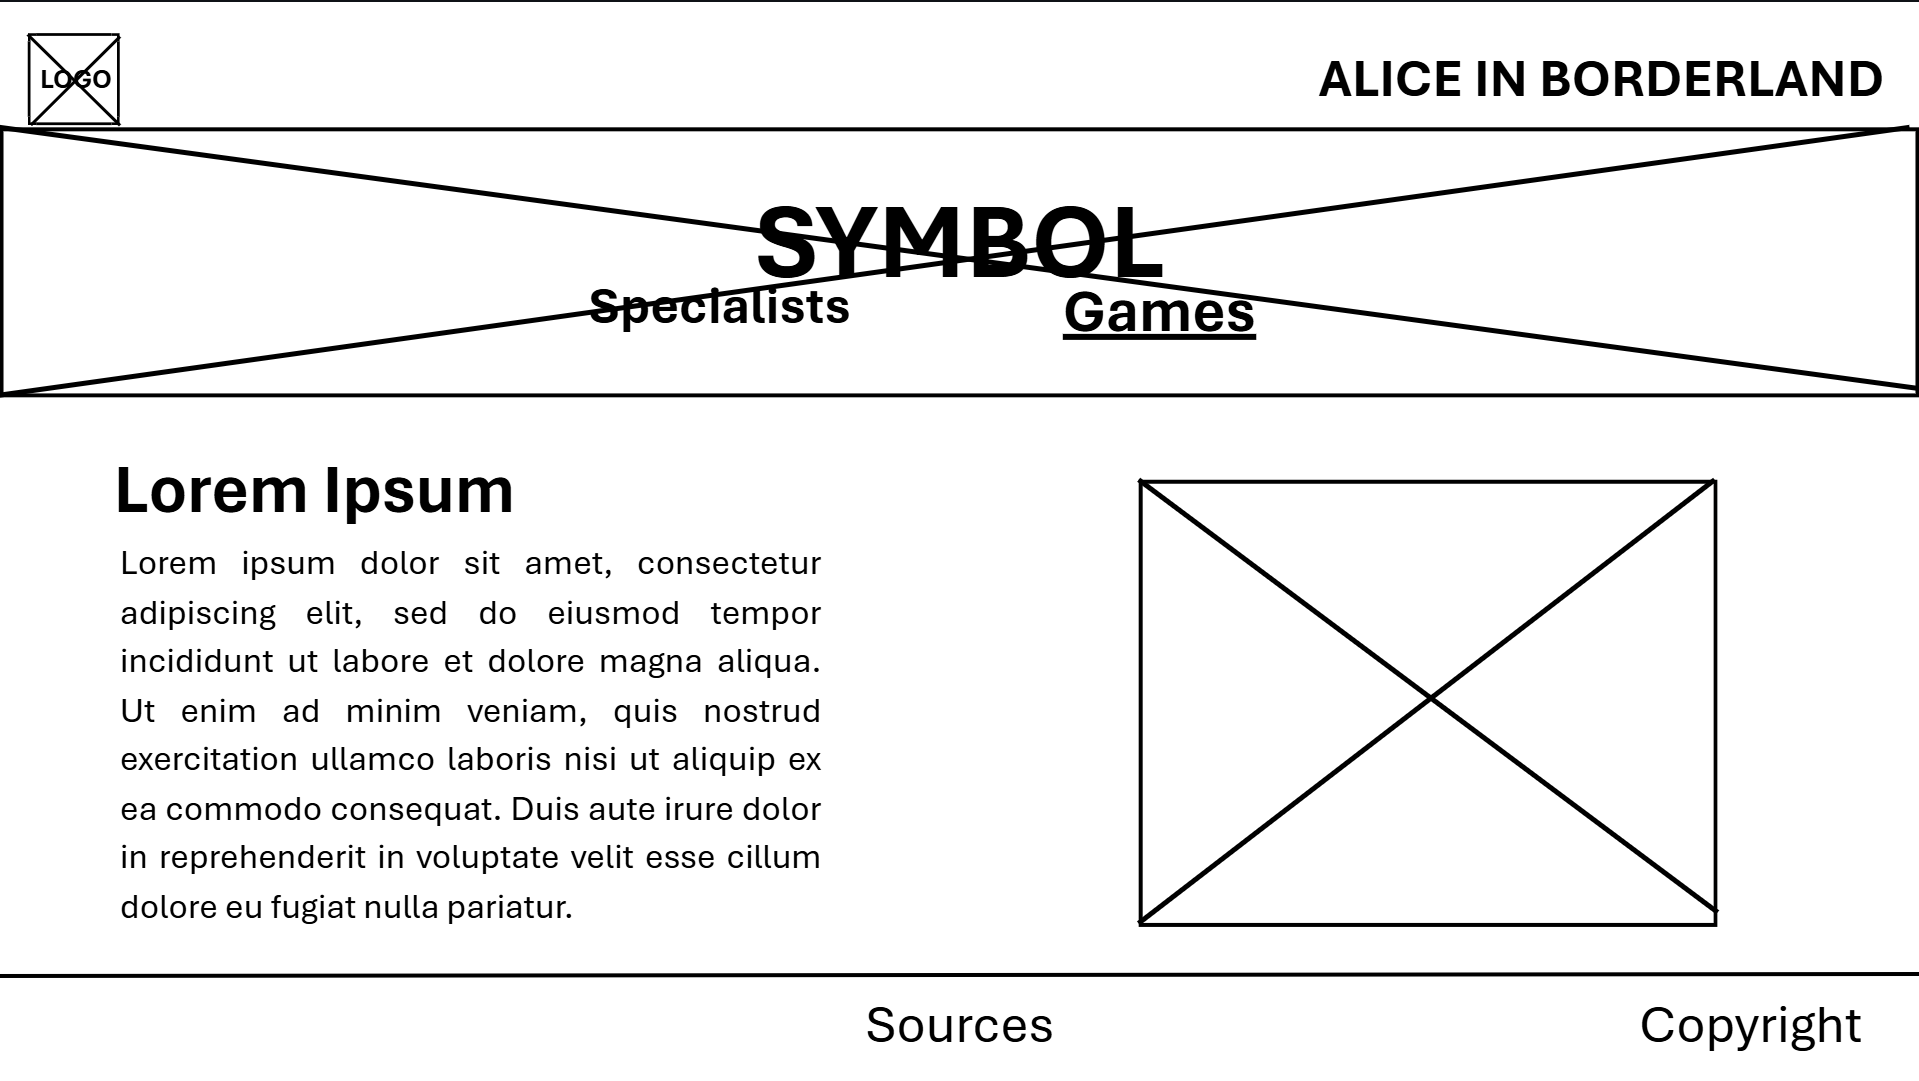 LOGO
ALICE IN BORDERLAND
SYMBOL
Specialists
Games
Lorem Ipsum
Lorem ipsum dolor sit amet, consectetur
adipiscing elit, sed do eiusmod tempor
incididunt ut labore et dolore magna aliqua.
Ut enim ad minim veniam, quis nostrud
exercitation ullamco laboris nisi ut aliquip ex
ea commodo consequat. Duis aute irure dolor
in reprehenderit in voluptate velit esse cillum
dolore eu fugiat nulla pariatur.
Sources
Copyright